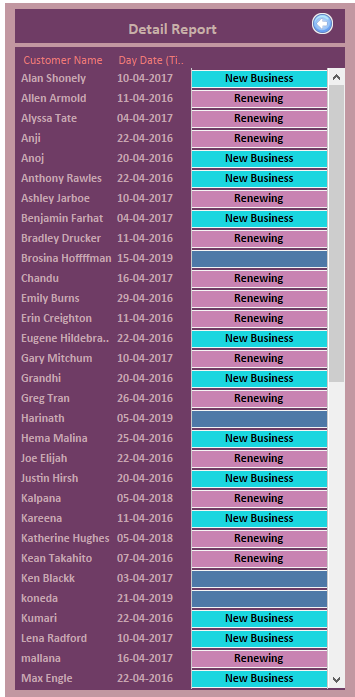 Detail Report
Customer Name Day Date (Ti..
Alan Shonely 10-04-2017 New Business
Allen Armold 11-04-2016 Renewing
Alyssa Tate 04-04-2017 Renewing
Anji 22-04-2016 Renewing
Anoj 20-04-2016 New Business
Anthony Rawles 22-04-2016 New Business
Ashley Jarboe 10-04-2017 Renewing
Benjamin Farhat 04-04-2017 New Business
Bradley Drucker 11-04-2016 Renewing
Brosina Hoffffman 15-04-2019
Chandu 16-04-2017 Renewing
Emily Burns 29-04-2016 Renewing
Erin Creighton 11-04-2016 Renewing
Eugene Hildebra.. 22-04-2016 New Business
Gary Mitchum 10-04-2017 Renewing
Grandhi 20-04-2016 New Business
Greg Tran 26-04-2016 Renewing
Harinath 05-04-2019
Hema Malina 25-04-2016 New Business
Joe Elijah 22-04-2016 Renewing
Justin Hirsh 20-04-2016 New Business
Kalpana 05-04-2018 Renewing
Kareena 11-04-2016 New Business
Katherine Hughes 05-04-2018 Renewing
Kean Takahito 07-04-2016 Renewing
Ken Blackk 03-04-2017
koneda 21-04-2019
Kumari 22-04-2016 New Business
Lena Radford 10-04-2017 New Business
mallana 16-04-2017 Renewing
Max Engle 22-04-2016 New Business